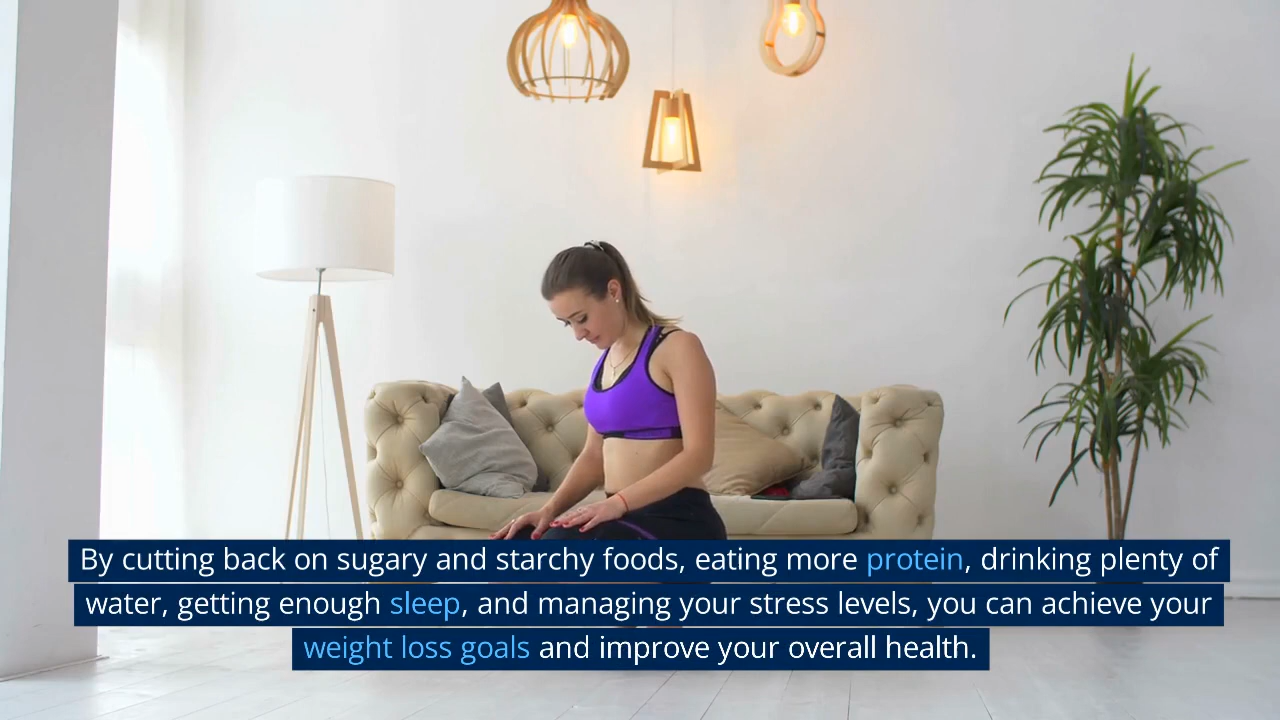 By cutting back on sugary and starchy foods, eating more protein, drinking plenty of
water, getting enough sleep, and managing your stress levels, you can achieve your
weight loss goals and improve your overall health.